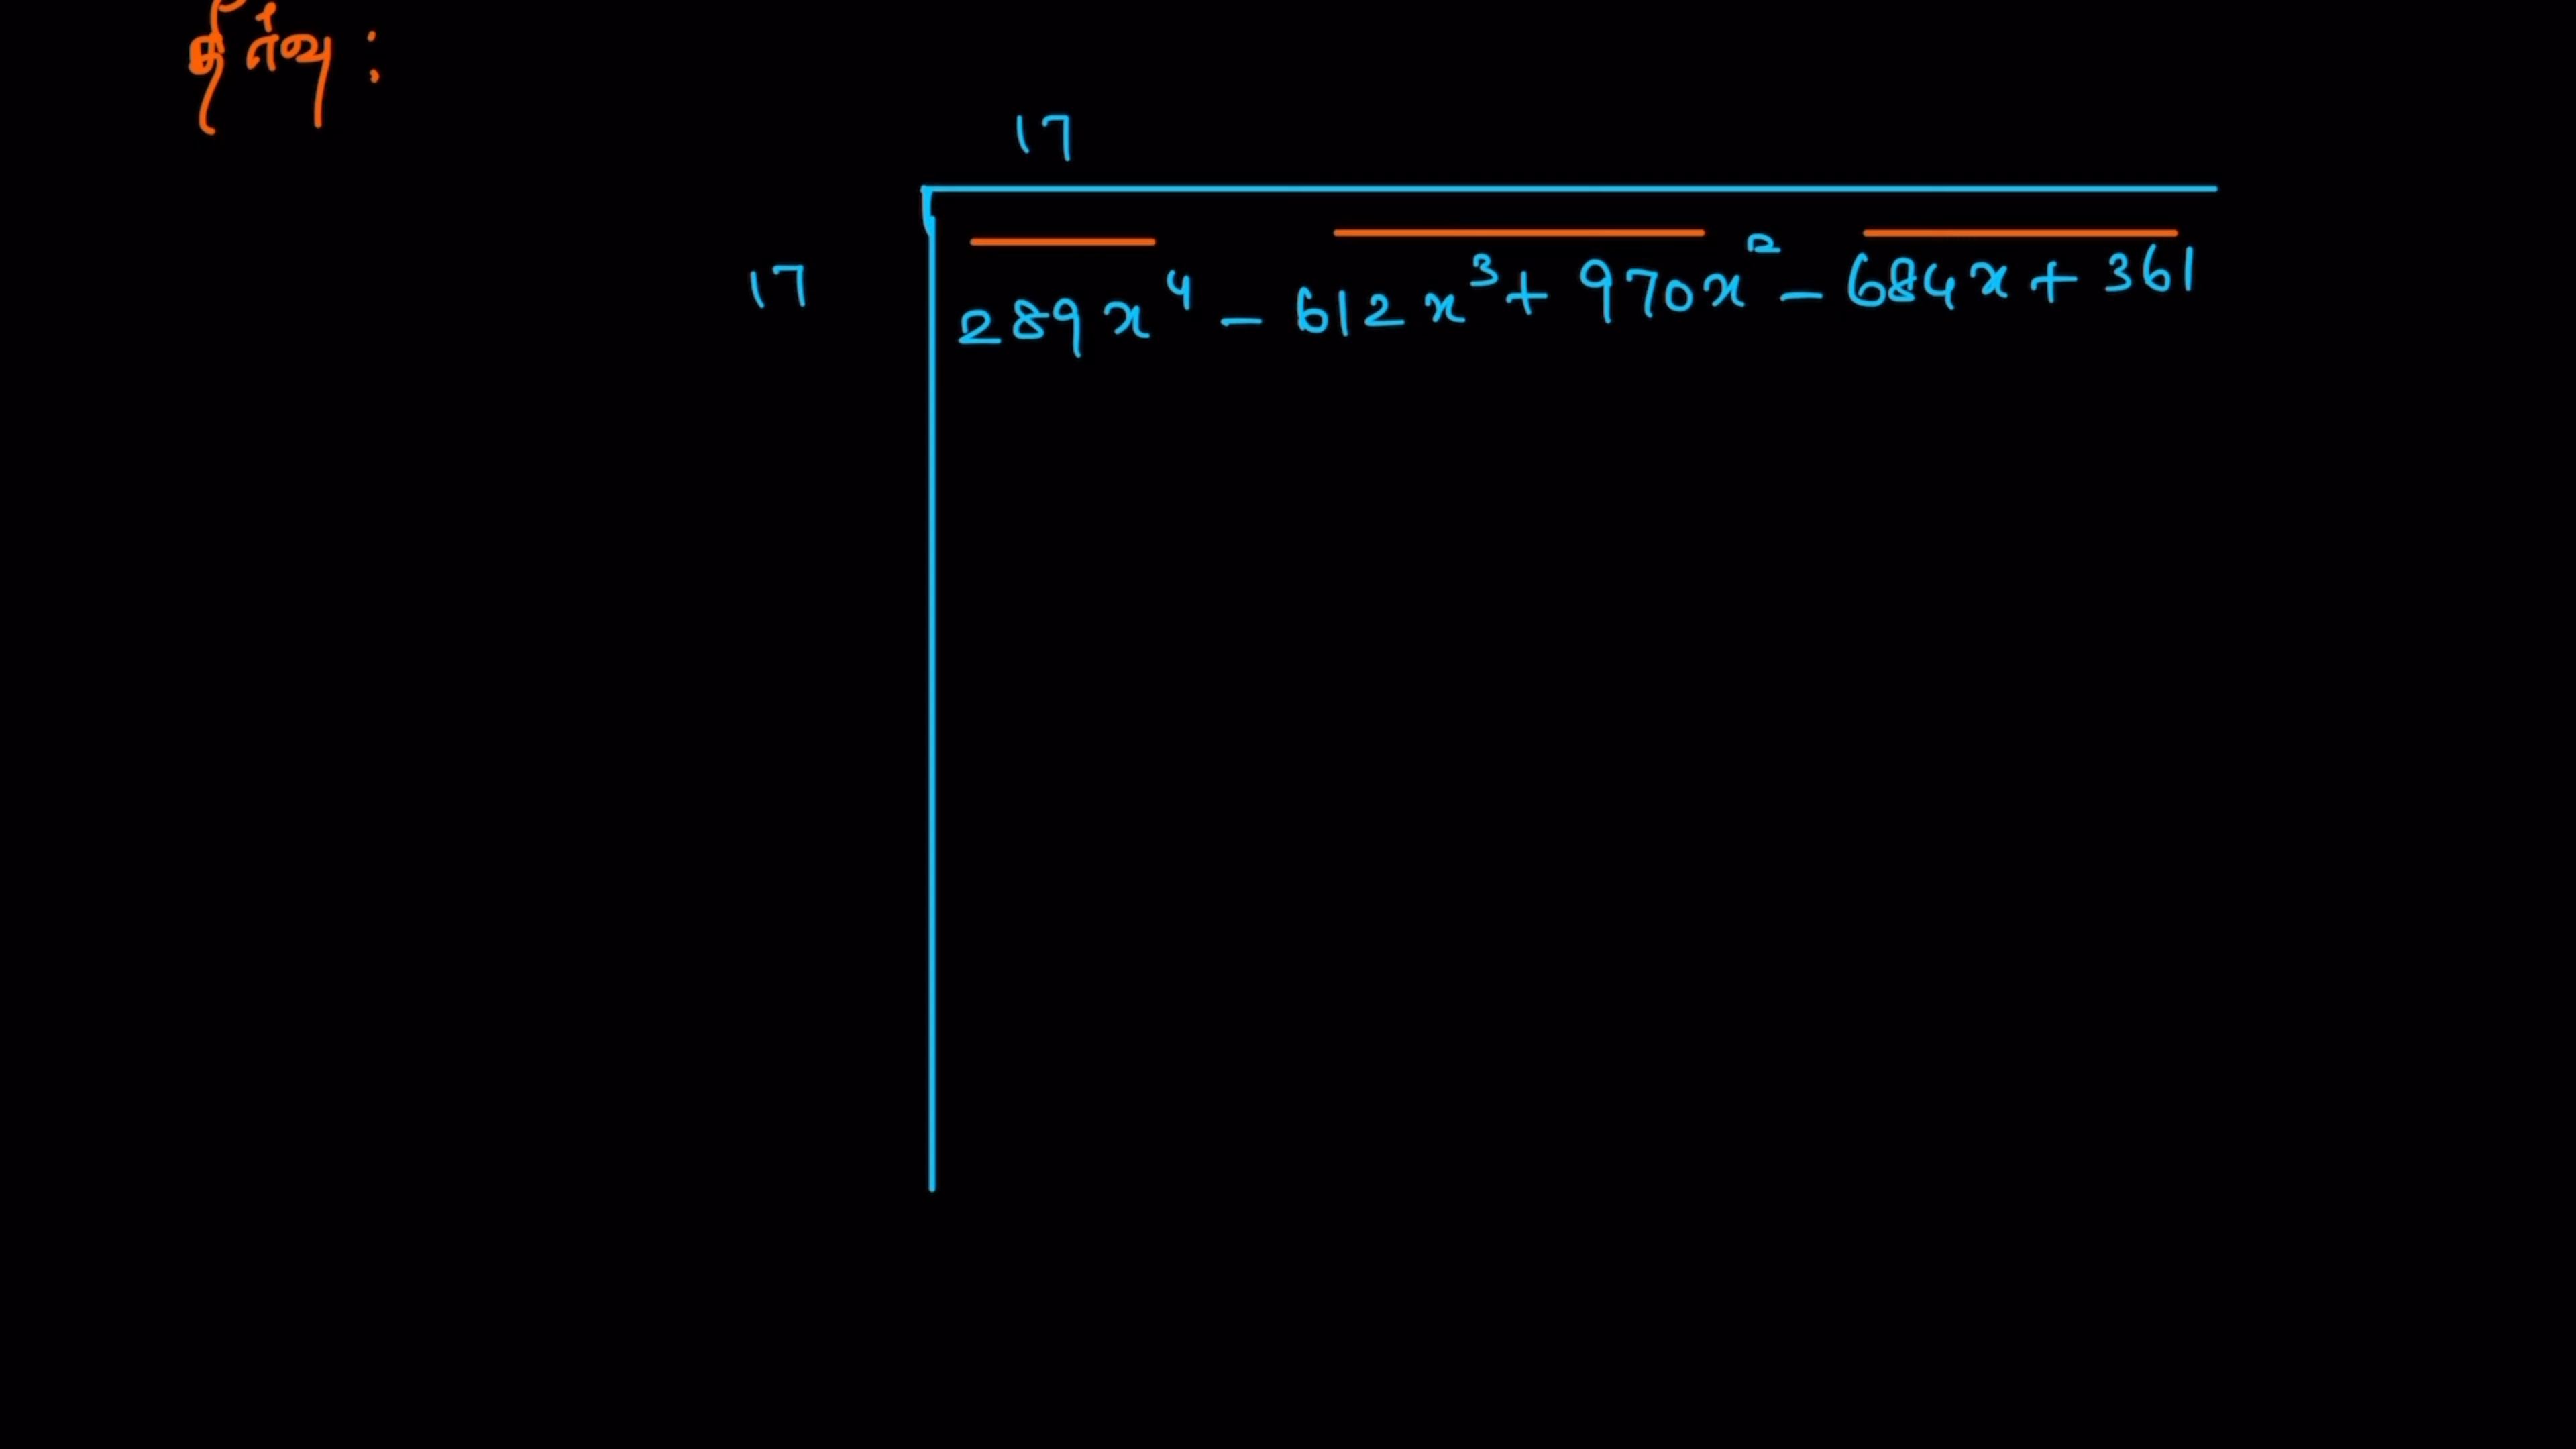 தீர்வு :
17
17 289x⁴ - 612x³ + 970x² - 684x + 361